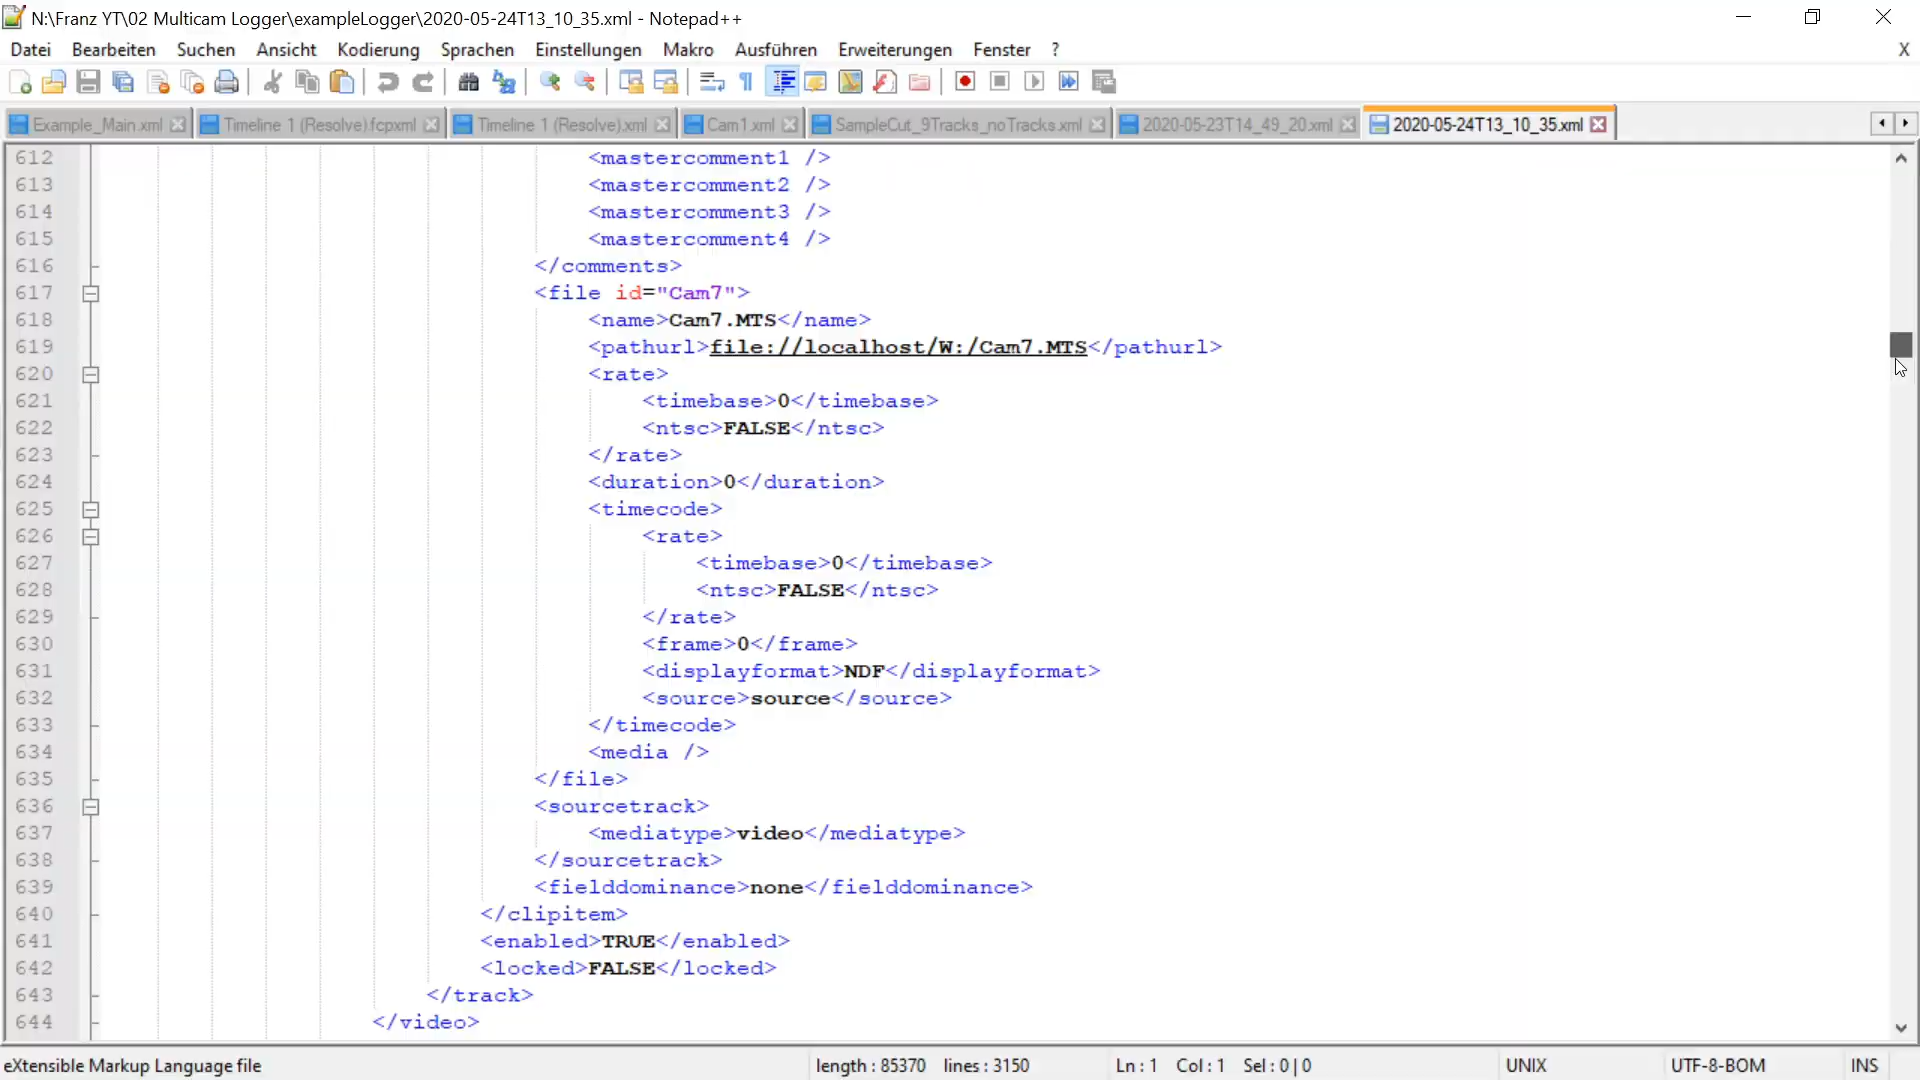 N:\Franz YT\02 Multicam Logger\exampleLogger\2020-05-24T13_10_35.xml - Notepad++
Datei Bearbeiten Suchen Ansicht Kodierung Sprachen Einstellungen Makro Ausführen Erweiterungen Fenster ? X
Example_Main.xml Timeline 1 (Resolve).fcpxml Timeline 1 (Resolve).xml Cam1.xml SampleCut_9Tracks_noTracks.xml 2020-05-23T14_49_20.xml 2020-05-24T13_10_35.xml
612 <mastercomment1 />
613 <mastercomment2 />
614 <mastercomment3 />
615 <mastercomment4 />
616 </comments>
617 <file id="Cam7">
618 <name>Cam7.MTS</name>
619 <pathurl>file://localhost/W:/Cam7.MTS</pathurl>
620 <rate>
621 <timebase>0</timebase>
622 <ntsc>FALSE</ntsc>
623 </rate>
624 <duration>0</duration>
625 <timecode>
626 <rate>
627 <timebase>0</timebase>
628 <ntsc>FALSE</ntsc>
629 </rate>
630 <frame>0</frame>
631 <displayformat>NDF</displayformat>
632 <source>source</source>
633 </timecode>
634 <media />
635 </file>
636 <sourcetrack>
637 <mediatype>video</mediatype>
638 </sourcetrack>
639 <fielddominance>none</fielddominance>
640 </clipitem>
641 <enabled>TRUE</enabled>
642 <locked>FALSE</locked>
643 </track>
644 </video>
eXtensible Markup Language file length : 85370 lines : 3150 Ln : 1 Col : 1 Sel : 0 | 0 UNIX UTF-8-BOM INS